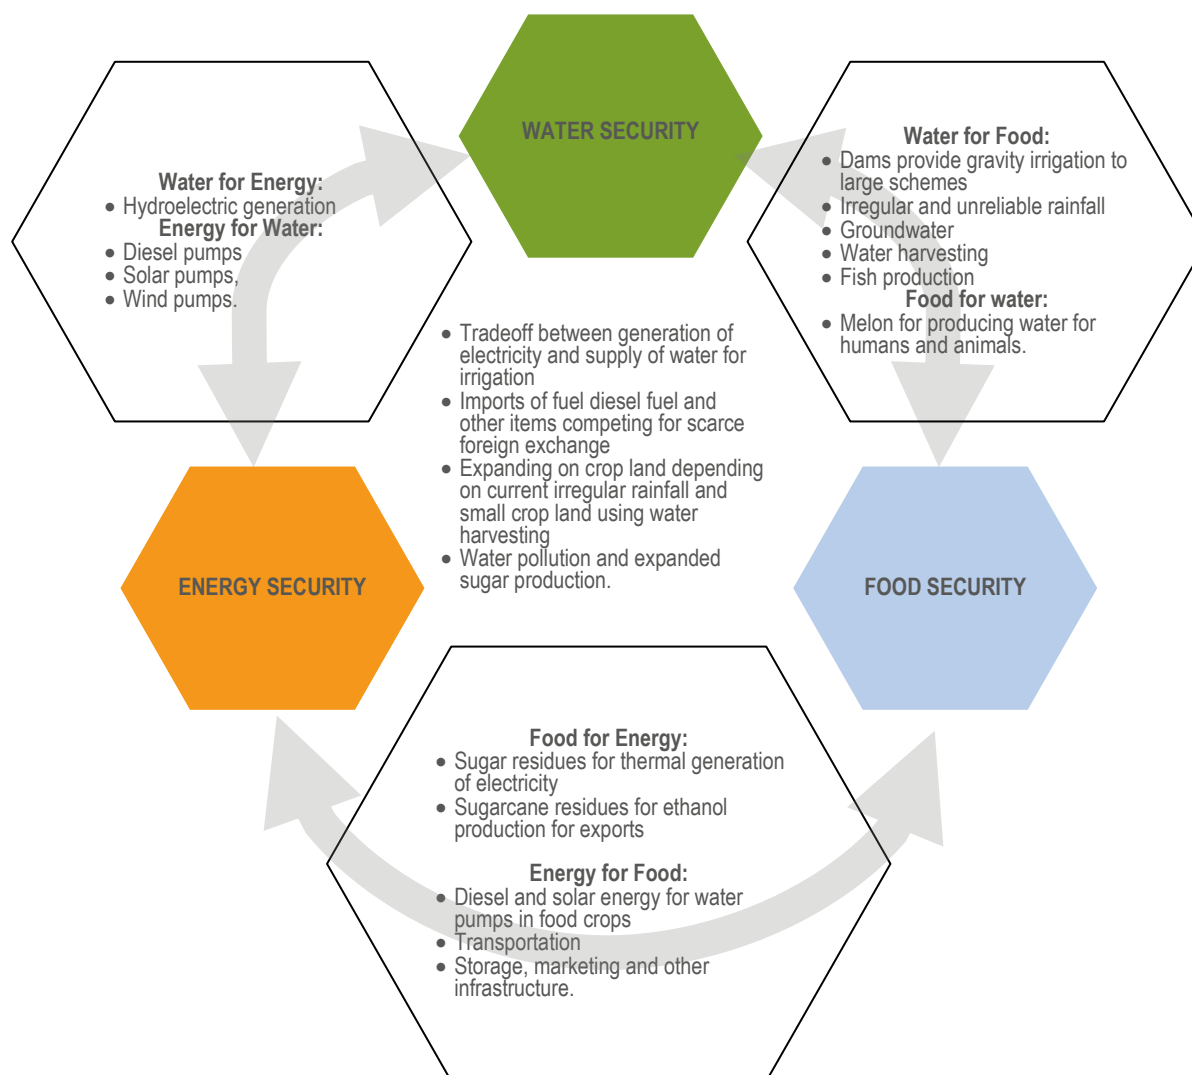 WATER SECURITY
Water for Energy:
● Hydroelectric generation
Energy for Water:
● Diesel pumps
● Solar pumps,
● Wind pumps.
Water for Food:
● Dams provide gravity irrigation to
large schemes
● Irregular and unreliable rainfall
● Groundwater
● Water harvesting
● Fish production
Food for water:
● Melon for producing water for
humans and animals.
● Tradeoff between generation of
electricity and supply of water for
irrigation
● Imports of fuel diesel fuel and
other items competing for scarce
foreign exchange
● Expanding on crop land depending
on current irregular rainfall and
small crop land using water
harvesting
● Water pollution and expanded
sugar production.
ENERGY SECURITY
FOOD SECURITY
Food for Energy:
● Sugar residues for thermal generation
of electricity
● Sugarcane residues for ethanol
production for exports
Energy for Food:
● Diesel and solar energy for water
pumps in food crops
● Transportation
● Storage, marketing and other
infrastructure.